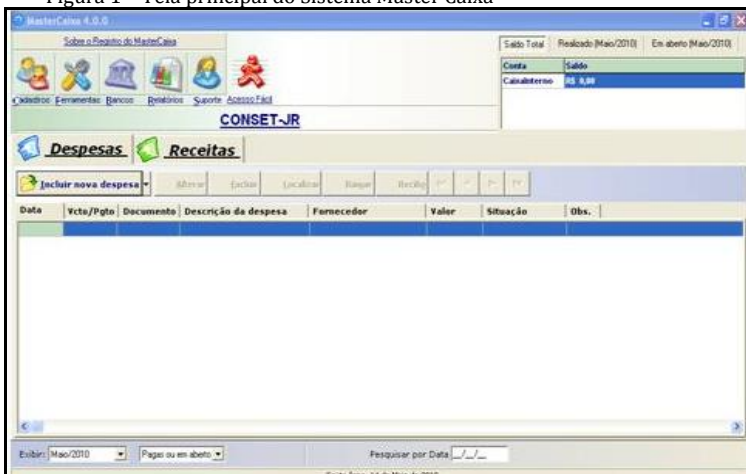 Figura 1 – Tela principal do Sistema Master Caixa
MasterCaixa 4.0.0
Sobre o Registro do MasterCaixa
Saldo Total Realizado (Maio/2010) Em aberto (Maio/2010)
Conta Saldo
CaixaInterno R$ 0,00
Cadastros Ferramentas Bancos Relatórios Suporte Acesso Fácil
CONSET-JR
Despesas Receitas
Incluir nova despesa Alterar Excluir Localizar Baixar Recibo
Data Vcto/Pgto Documento Descrição da despesa Fornecedor Valor Situação Obs.
Exibir: Maio/2010 Pagas ou em aberto Pesquisar por Data __/__/__